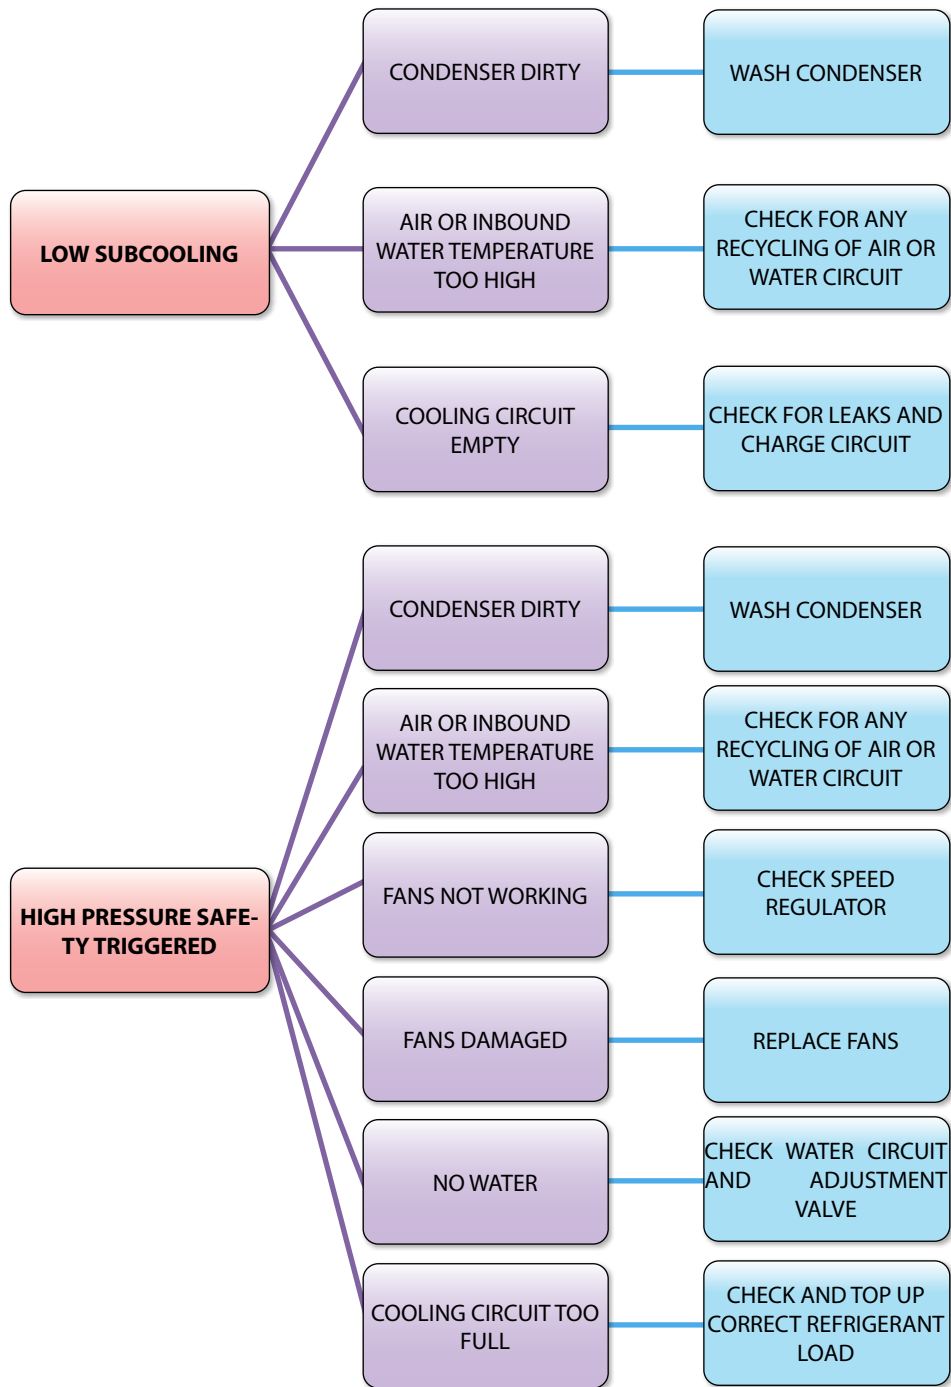 CONDENSER DIRTY
WASH CONDENSER
LOW SUBCOOLING
AIR OR INBOUND
WATER TEMPERATURE
TOO HIGH
CHECK FOR ANY
RECYCLING OF AIR OR
WATER CIRCUIT
COOLING CIRCUIT
EMPTY
CHECK FOR LEAKS AND
CHARGE CIRCUIT
CONDENSER DIRTY
WASH CONDENSER
AIR OR INBOUND
WATER TEMPERATURE
TOO HIGH
CHECK FOR ANY
RECYCLING OF AIR OR
WATER CIRCUIT
HIGH PRESSURE SAFE-
TY TRIGGERED
FANS NOT WORKING
CHECK SPEED
REGULATOR
FANS DAMAGED
REPLACE FANS
NO WATER
CHECK WATER CIRCUIT
AND ADJUSTMENT
VALVE
COOLING CIRCUIT TOO
FULL
CHECK AND TOP UP
CORRECT REFRIGERANT
LOAD